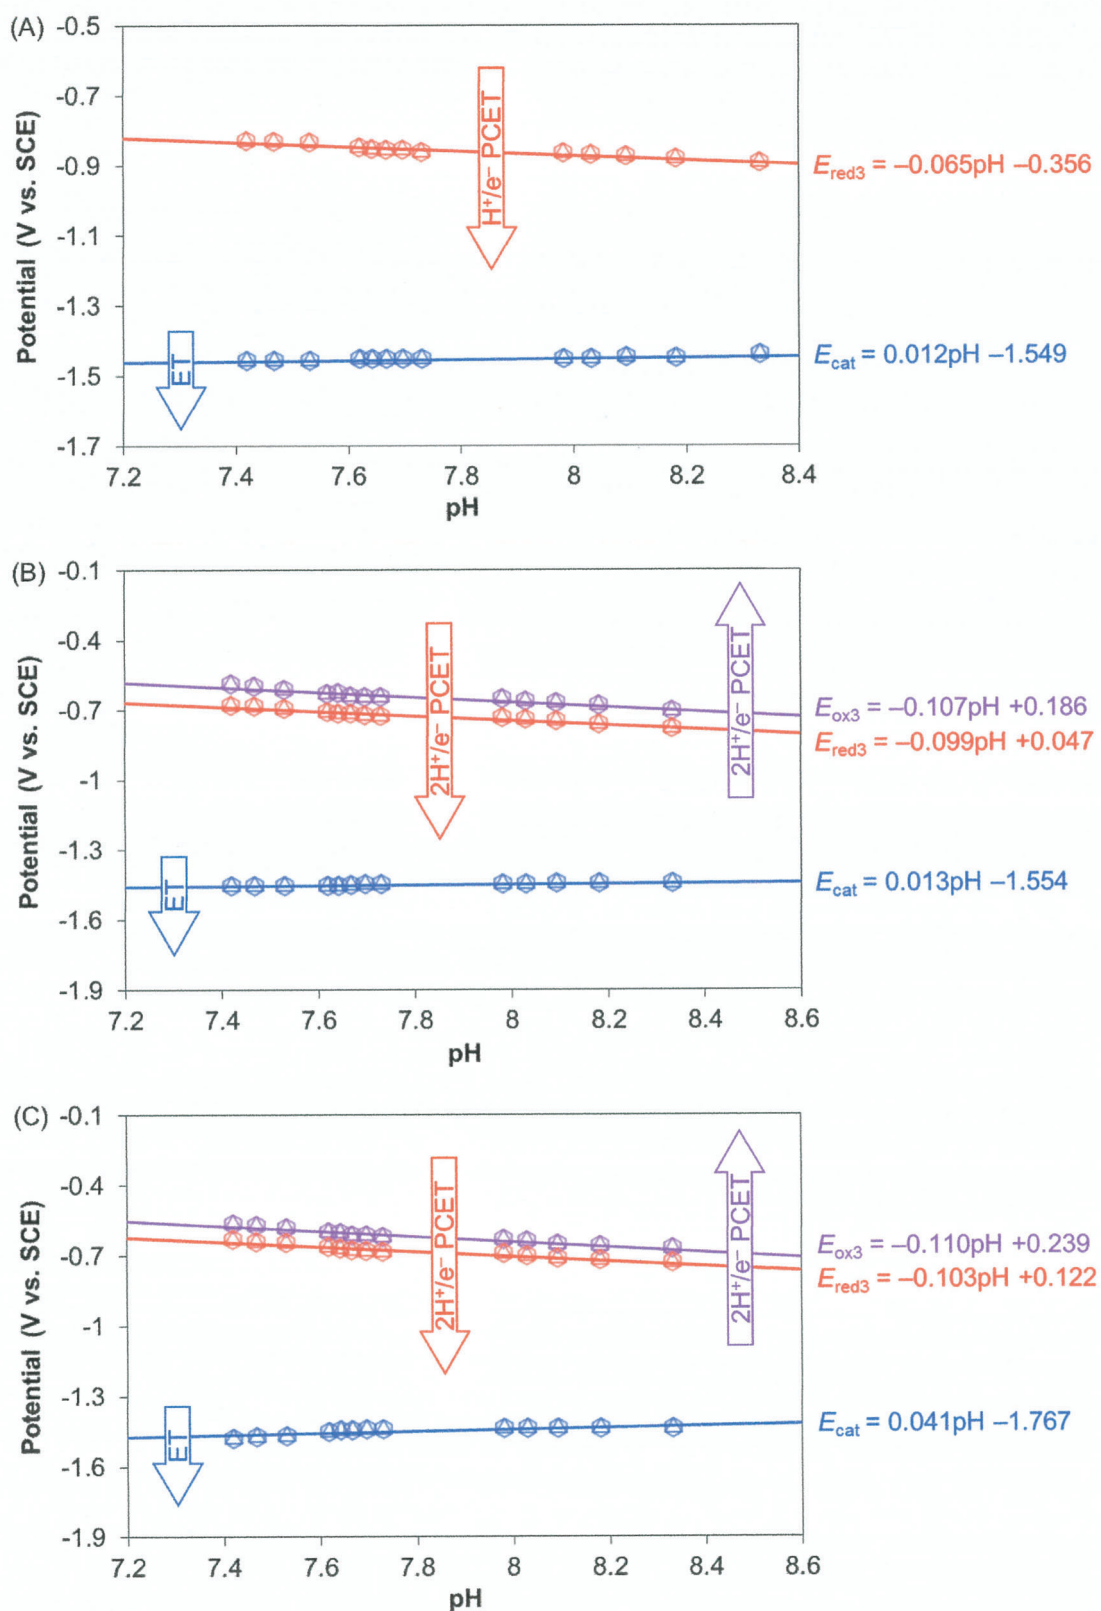 (A)
Potential (V vs. SCE)
-0.5
-0.7
-0.9
-1.1
-1.3
-1.5
-1.7
7.2 7.4 7.6 7.8 8 8.2 8.4
pH
H⁺/e⁻ PCET
ET
E_red3 = –0.065pH –0.356
E_cat = 0.012pH –1.549
(B)
Potential (V vs. SCE)
-0.1
-0.4
-0.7
-1
-1.3
-1.6
-1.9
7.2 7.4 7.6 7.8 8 8.2 8.4 8.6
pH
2H⁺/e⁻ PCET
2H⁺/e⁻ PCET
ET
E_ox3 = –0.107pH +0.186
E_red3 = –0.099pH +0.047
E_cat = 0.013pH –1.554
(C)
Potential (V vs. SCE)
-0.1
-0.4
-0.7
-1
-1.3
-1.6
-1.9
7.2 7.4 7.6 7.8 8 8.2 8.4 8.6
pH
2H⁺/e⁻ PCET
2H⁺/e⁻ PCET
ET
E_ox3 = –0.110pH +0.239
E_red3 = –0.103pH +0.122
E_cat = 0.041pH –1.767